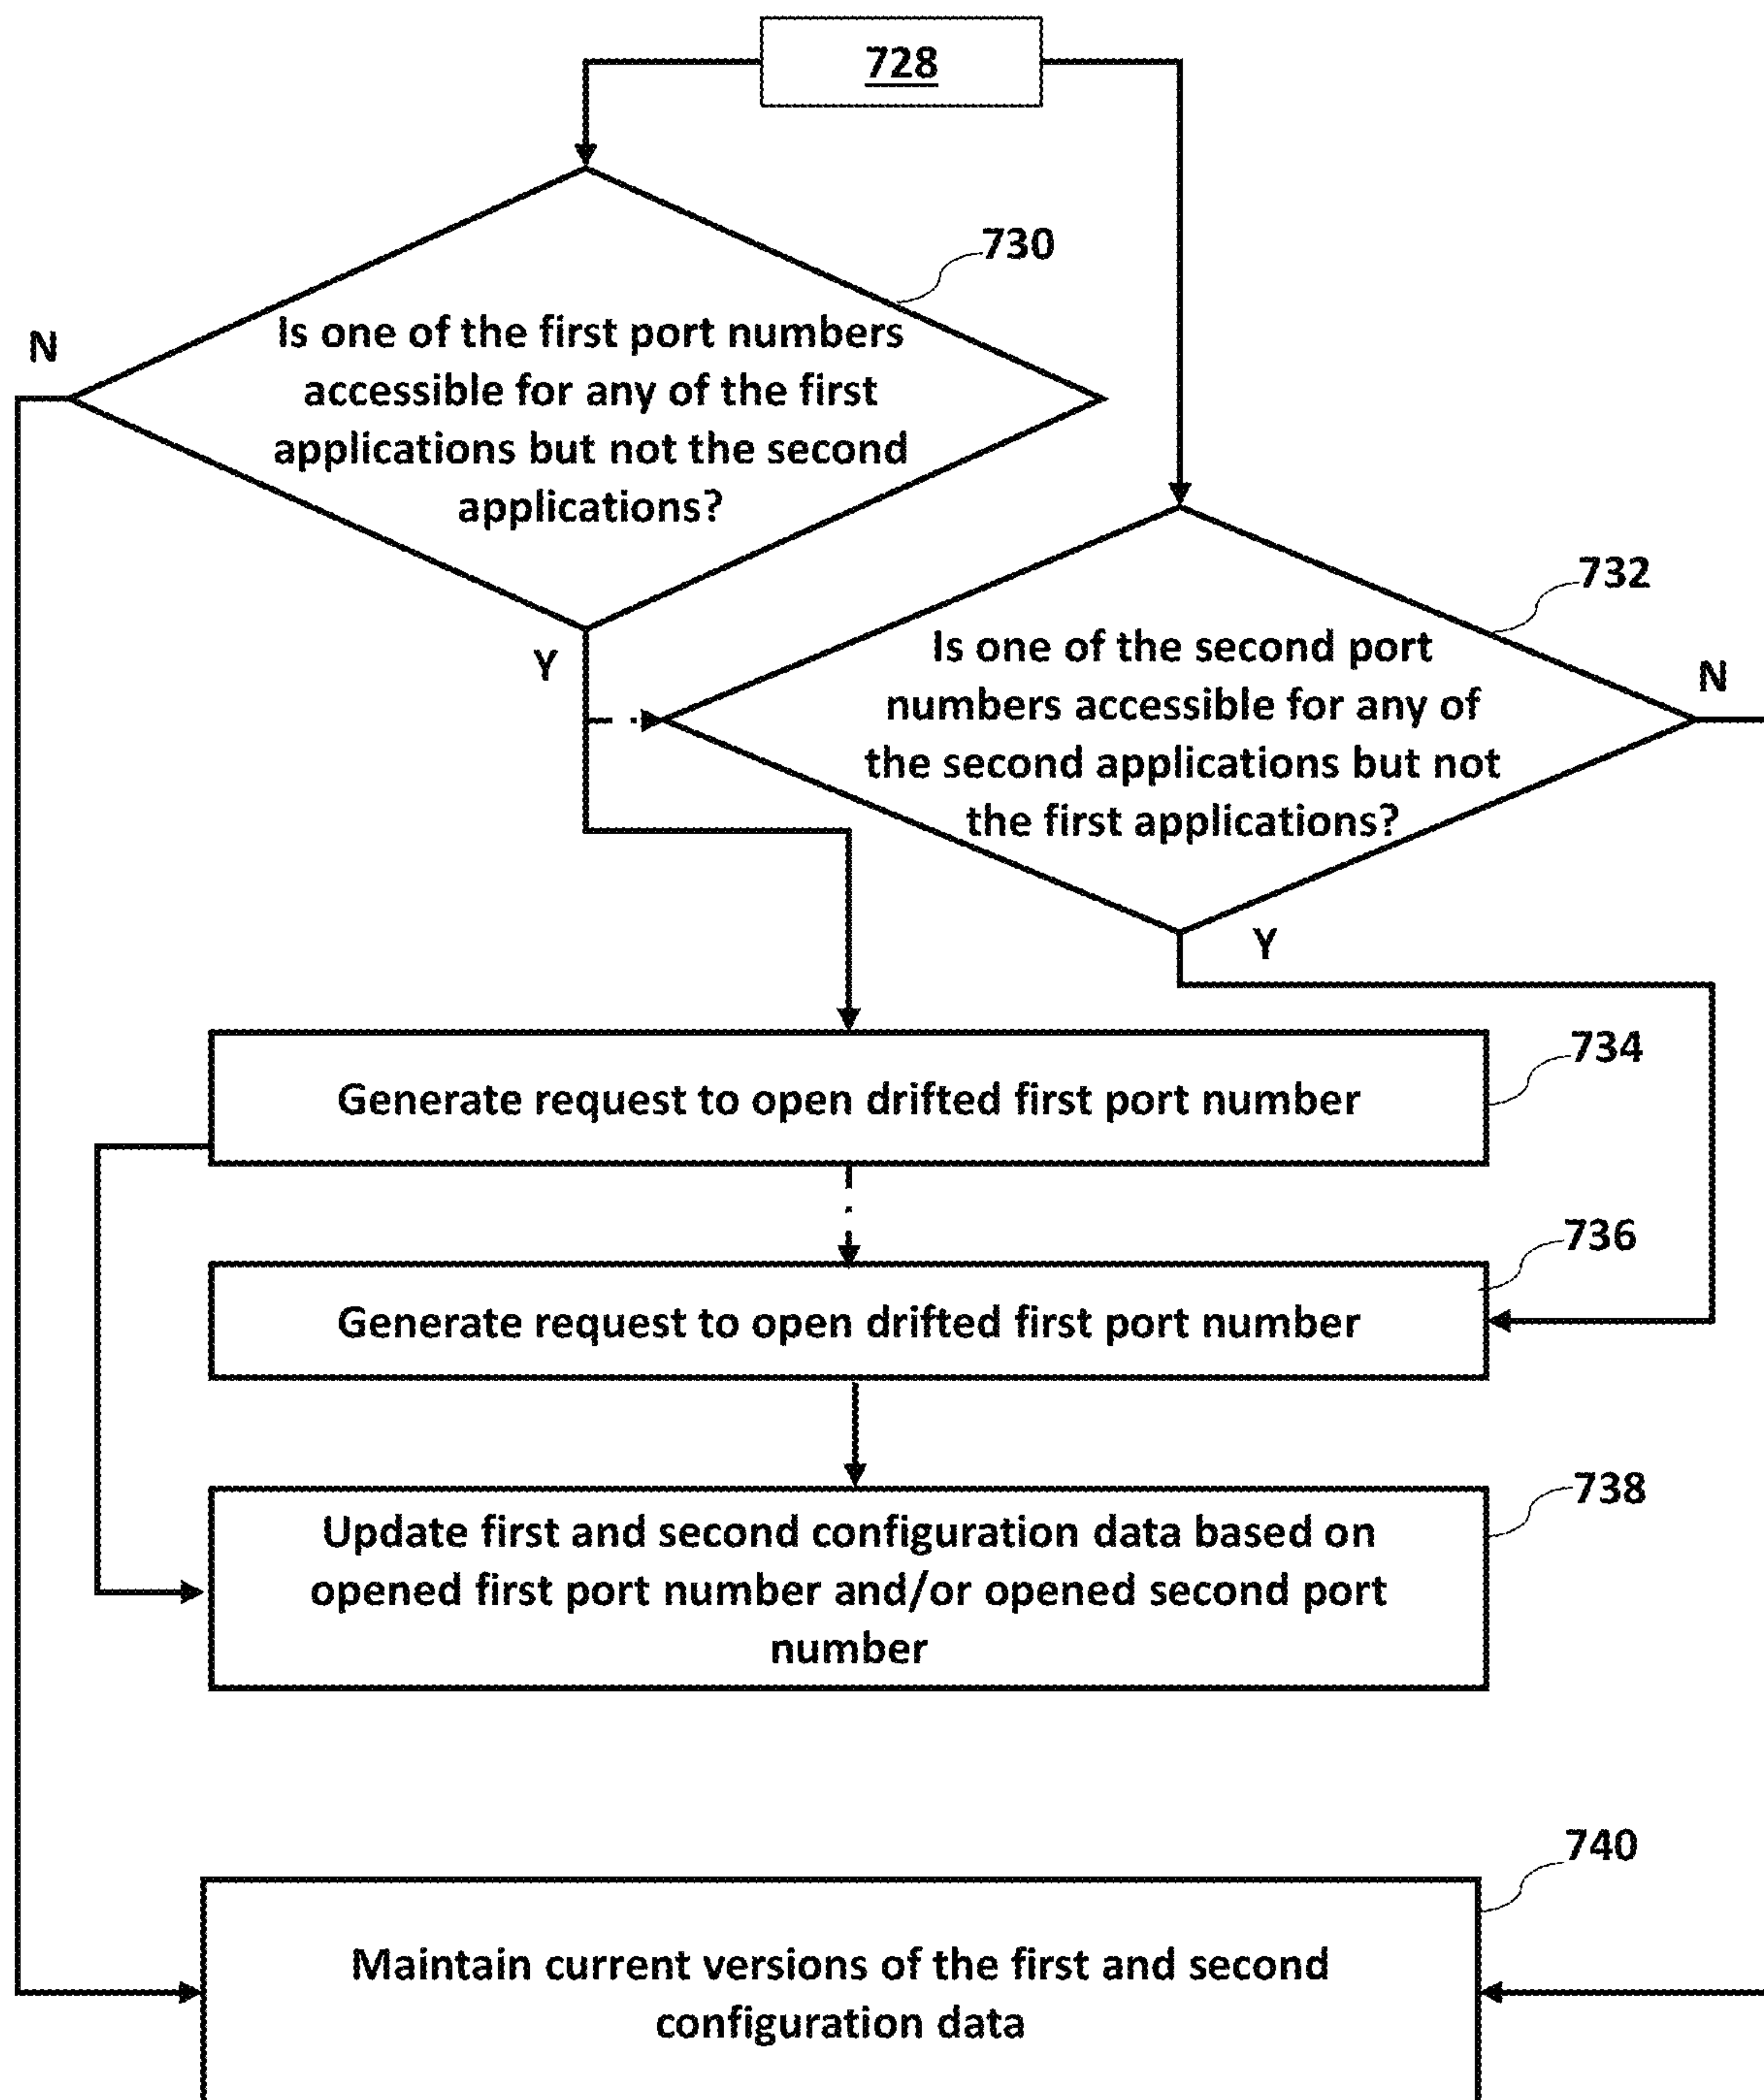 728
730
N
Is one of the first port numbers
accessible for any of the first
applications but not the second
applications?
732
Y
Is one of the second port
numbers accessible for any of
the second applications but not
the first applications?
N
Y
734
Generate request to open drifted first port number
736
Generate request to open drifted first port number
738
Update first and second configuration data based on
opened first port number and/or opened second port
number
740
Maintain current versions of the first and second
configuration data